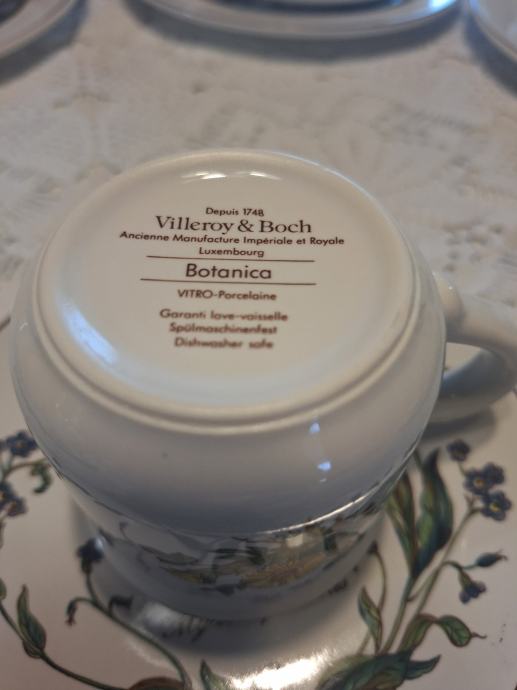 Depuis 1748
Villeroy & Boch
Ancienne Manufacture Impériale et Royale
Luxembourg
Botanica
VITRO-Porcelaine
Garanti lave-vaisselle
Spülmaschinenfest
Dishwasher safe